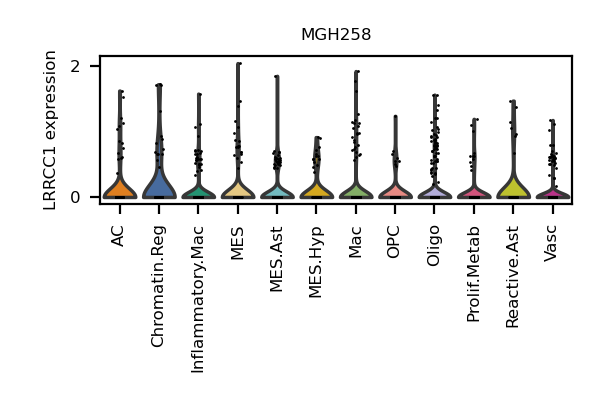 MGH258
LRRCC1 expression
2
0
AC
Chromatin.Reg
Inflammatory.Mac
MES
MES.Ast
MES.Hyp
Mac
OPC
Oligo
Prolif.Metab
Reactive.Ast
Vasc